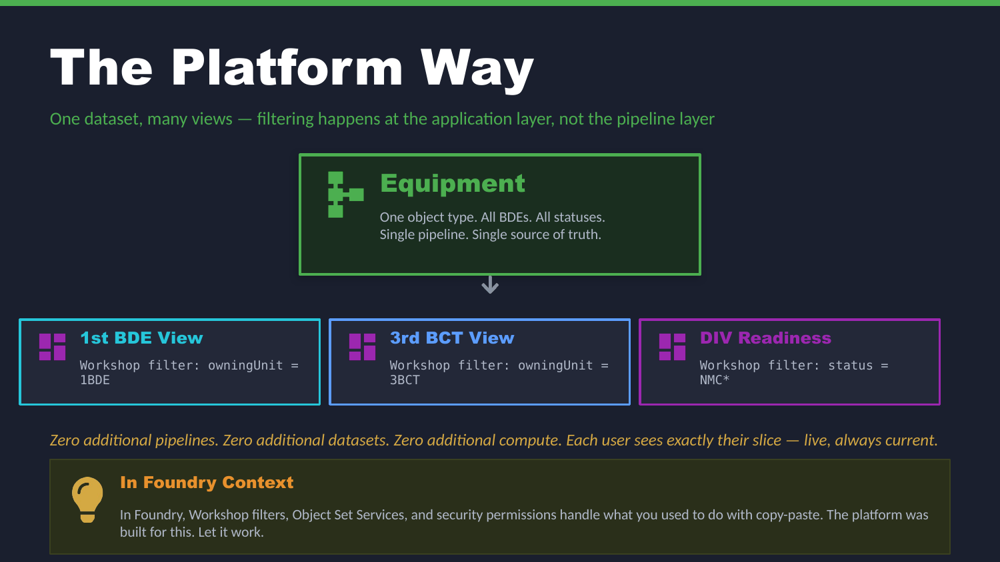 The Platform Way
One dataset, many views — filtering happens at the application layer, not the pipeline layer
Equipment
One object type. All BDEs. All statuses.
Single pipeline. Single source of truth.
1st BDE View
Workshop filter: owningUnit =
1BDE
3rd BCT View
Workshop filter: owningUnit =
3BCT
DIV Readiness
Workshop filter: status =
NMC*
Zero additional pipelines. Zero additional datasets. Zero additional compute. Each user sees exactly their slice — live, always current.
In Foundry Context
In Foundry, Workshop filters, Object Set Services, and security permissions handle what you used to do with copy-paste. The platform was
built for this. Let it work.